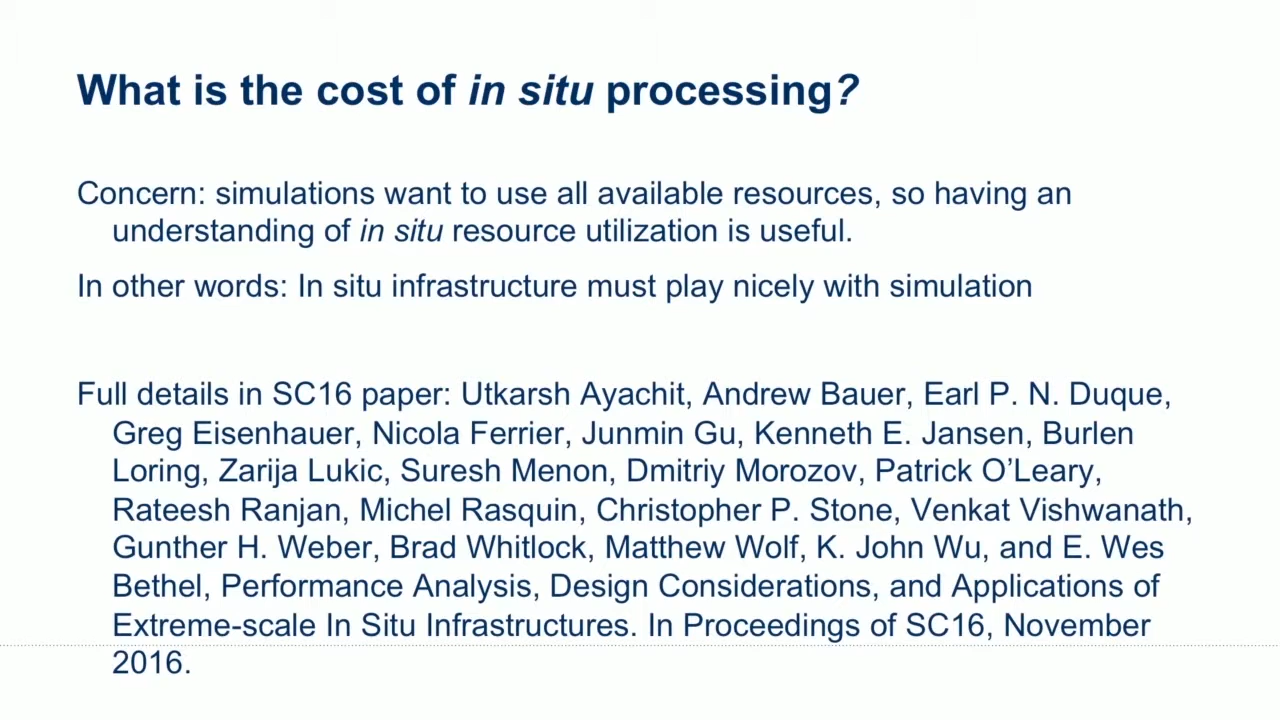 What is the cost of in situ processing?
Concern: simulations want to use all available resources, so having an
understanding of in situ resource utilization is useful.
In other words: In situ infrastructure must play nicely with simulation
Full details in SC16 paper: Utkarsh Ayachit, Andrew Bauer, Earl P. N. Duque,
Greg Eisenhauer, Nicola Ferrier, Junmin Gu, Kenneth E. Jansen, Burlen
Loring, Zarija Lukic, Suresh Menon, Dmitriy Morozov, Patrick O’Leary,
Rateesh Ranjan, Michel Rasquin, Christopher P. Stone, Venkat Vishwanath,
Gunther H. Weber, Brad Whitlock, Matthew Wolf, K. John Wu, and E. Wes
Bethel, Performance Analysis, Design Considerations, and Applications of
Extreme-scale In Situ Infrastructures. In Proceedings of SC16, November
2016.